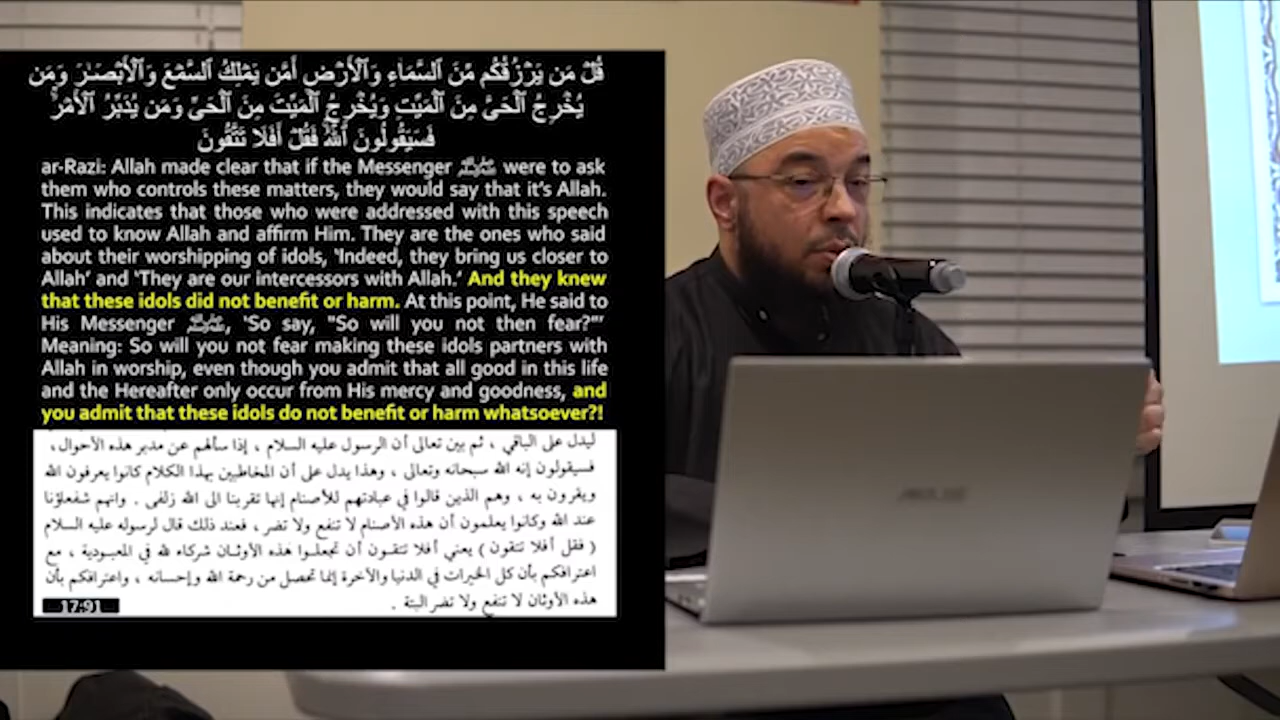 قُلْ مَن يَرْزُقُكُم مِّنَ ٱلسَّمَآءِ وَٱلْأَرْضِ أَمَّن يَمْلِكُ ٱلسَّمْعَ وَٱلْأَبْصَـٰرَ وَمَن
يُخْرِجُ ٱلْحَىَّ مِنَ ٱلْمَيِّتِ وَيُخْرِجُ ٱلْمَيِّتَ مِنَ ٱلْحَىِّ وَمَن يُدَبِّرُ ٱلْأَمْرَ ۚ
فَسَيَقُولُونَ ٱللَّهُ ۚ فَقُلْ أَفَلَا تَتَّقُونَ
ar-Razi: Allah made clear that if the Messenger ﷺ were to ask
them who controls these matters, they would say that it's Allah.
This indicates that those who were addressed with this speech
used to know Allah and affirm Him. They are the ones who said
about their worshipping of idols, 'Indeed, they bring us closer to
Allah' and 'They are our intercessors with Allah.' And they knew
that these idols did not benefit or harm. At this point, He said to
His Messenger ﷺ, 'So say, "So will you not then fear?"'
Meaning: So will you not fear making these idols partners with
Allah in worship, even though you admit that all good in this life
and the Hereafter only occur from His mercy and goodness, and
you admit that these idols do not benefit or harm whatsoever?!
ليدل على الباقي ، ثم بين تعالى أن الرسول عليه السلام ، إذا سألهم عن مدبر هذه الأحوال ،
فسيقولون إنه الله سبحانه وتعالى ، وهذا يدل على أن المخاطبين بهذا الكلام كانوا يعرفون الله
ويقرون به ، وهم الذين قالوا في عبادتهم للأصنام إنها تقربنا الى الله زلفى . وانهم شفعاؤنا
عند الله وكانوا يعلمون أن هذه الأصنام لا تنفع ولا تضر ، فعند ذلك قال لرسوله عليه السلام
( فقل أفلا تتقون ) يعني أفلا تتقون أن تجعلوا هذه الأوثان شركاء لله في المعبودية ، مع
اعترافكم بأن كل الخيرات في الدنيا والآخرة إنما تحصل من رحمة الله وإحسانه ، واعترافكم بأن
هذه الأوثان لا تنفع ولا تضر البتة .
17:91
ASUS